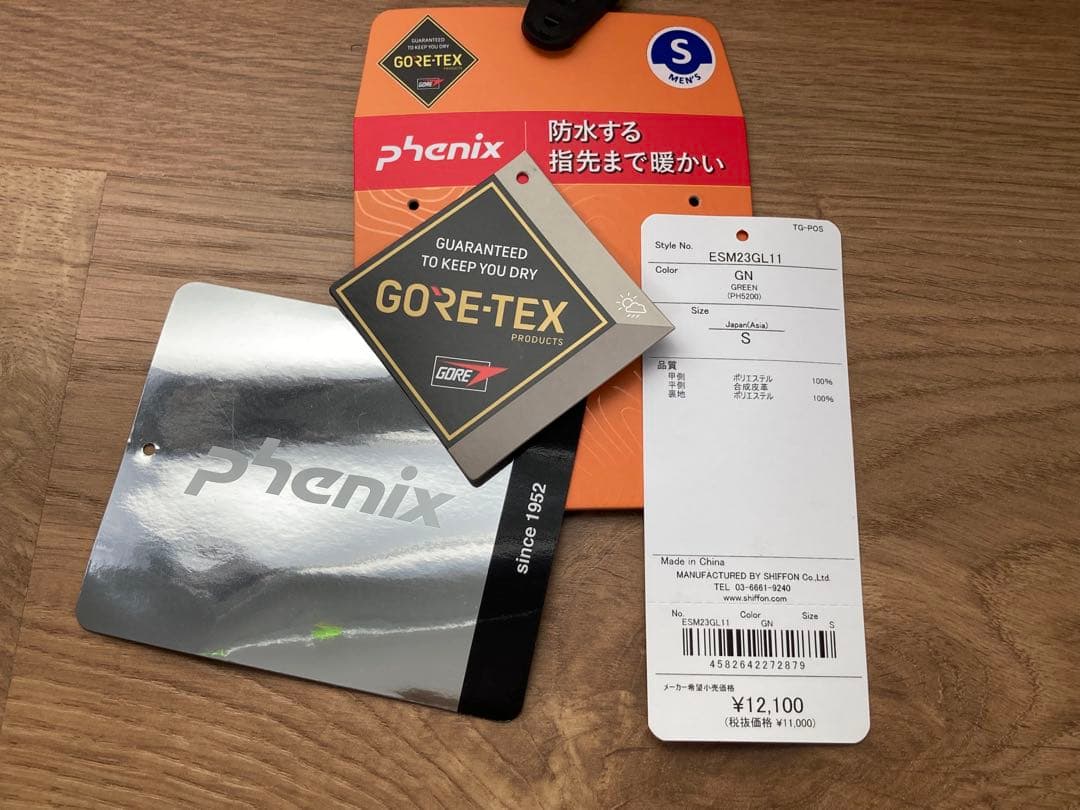 GUARANTEED
TO KEEP YOU DRY
GORE-TEX
PRODUCTS
GORE
S
MEN'S
phenix
防水する
指先まで暖かい
GUARANTEED
TO KEEP YOU DRY
GORE-TEX
PRODUCTS
GORE
phenix
since 1952
TG-POS
Style No.
ESM23GL11
Color
GN
GREEN
(PH5200)
Size
Japan(Asia)
S
品質
甲側 ポリエステル 100%
平側 合成皮革
裏地 ポリエステル 100%
Made in China
MANUFACTURED BY SHIFFON Co.,Ltd.
TEL 03-6661-9240
www.shiffon.com
No. Color Size
ESM23GL11 GN S
4582642272879
メーカー希望小売価格
¥12,100
(税抜価格 ¥11,000)